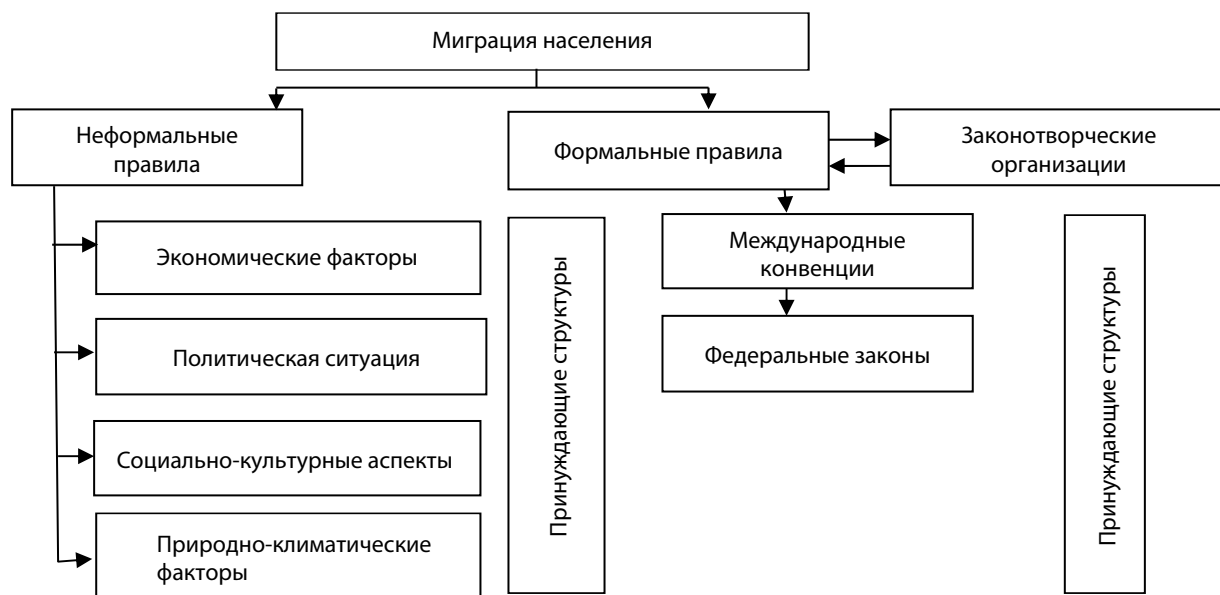 Миграция населения
Неформальные
правила
Формальные правила
Законотворческие
организации
Экономические факторы
Политическая ситуация
Социально-культурные аспекты
Природно-климатические
факторы
Принуждающие структуры
Международные
конвенции
Федеральные законы
Принуждающие структуры